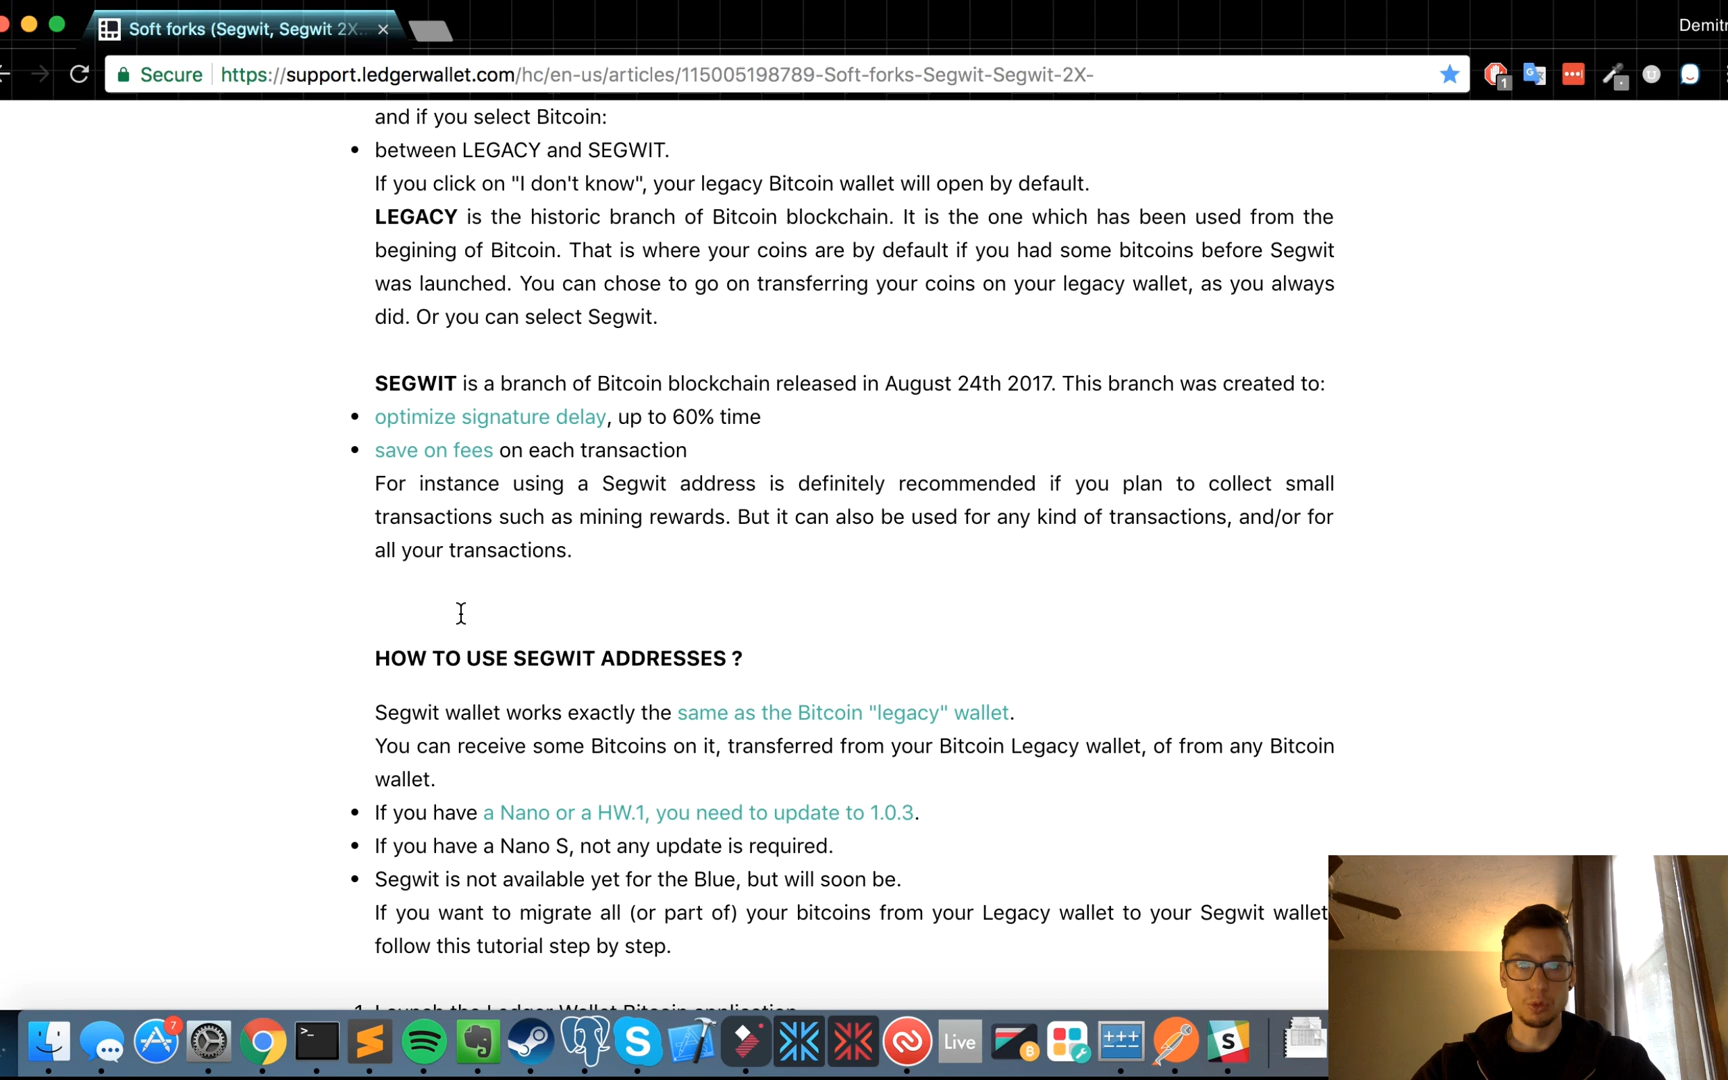 Soft forks (Segwit, Segwit 2X
Demitr
Secure https://support.ledgerwallet.com/hc/en-us/articles/115005198789-Soft-forks-Segwit-Segwit-2X-
1
and if you select Bitcoin:
• between LEGACY and SEGWIT.
If you click on "I don't know", your legacy Bitcoin wallet will open by default.
LEGACY is the historic branch of Bitcoin blockchain. It is the one which has been used from the
begining of Bitcoin. That is where your coins are by default if you had some bitcoins before Segwit
was launched. You can chose to go on transferring your coins on your legacy wallet, as you always
did. Or you can select Segwit.
SEGWIT is a branch of Bitcoin blockchain released in August 24th 2017. This branch was created to:
• optimize signature delay, up to 60% time
• save on fees on each transaction
For instance using a Segwit address is definitely recommended if you plan to collect small
transactions such as mining rewards. But it can also be used for any kind of transactions, and/or for
all your transactions.
HOW TO USE SEGWIT ADDRESSES ?
Segwit wallet works exactly the same as the Bitcoin "legacy" wallet.
You can receive some Bitcoins on it, transferred from your Bitcoin Legacy wallet, of from any Bitcoin
wallet.
• If you have a Nano or a HW.1, you need to update to 1.0.3.
• If you have a Nano S, not any update is required.
• Segwit is not available yet for the Blue, but will soon be.
If you want to migrate all (or part of) your bitcoins from your Legacy wallet to your Segwit wallet
follow this tutorial step by step.
1. Launch the Ledger Wallet Bitcoin application
7
Live